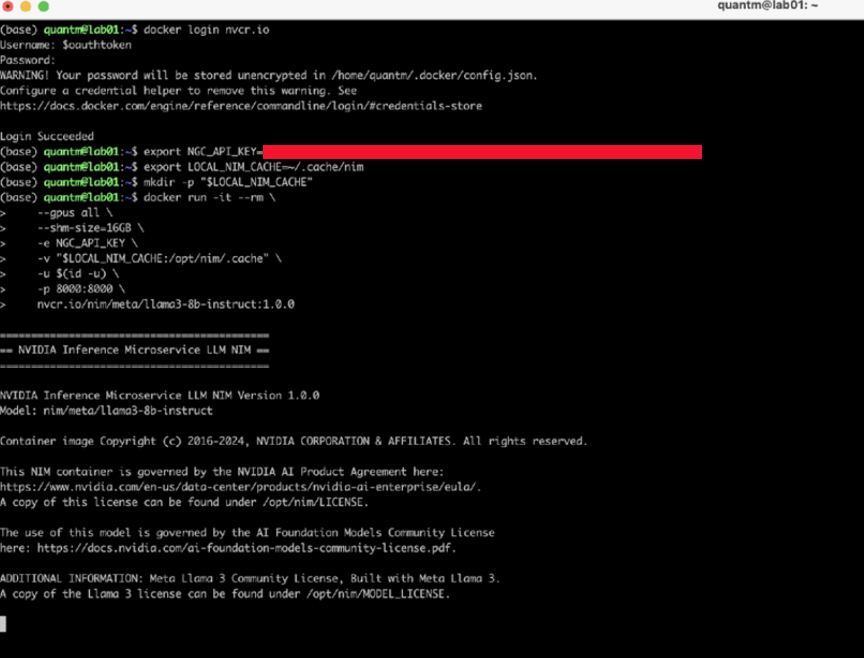 quantm@lab01: ~
(base) quantm@lab01:~$ docker login nvcr.io
Username: $oauthtoken
Password:
WARNING! Your password will be stored unencrypted in /home/quantm/.docker/config.json.
Configure a credential helper to remove this warning. See
https://docs.docker.com/engine/reference/commandline/login/#credentials-store

Login Succeeded
(base) quantm@lab01:~$ export NGC_API_KEY=
(base) quantm@lab01:~$ export LOCAL_NIM_CACHE=~/.cache/nim
(base) quantm@lab01:~$ mkdir -p "$LOCAL_NIM_CACHE"
(base) quantm@lab01:~$ docker run -it --rm \
>     --gpus all \
>     --shm-size=16GB \
>     -e NGC_API_KEY \
>     -v "$LOCAL_NIM_CACHE:/opt/nim/.cache" \
>     -u $(id -u) \
>     -p 8000:8000 \
>     nvcr.io/nim/meta/llama3-8b-instruct:1.0.0

===========================================
== NVIDIA Inference Microservice LLM NIM ==
===========================================

NVIDIA Inference Microservice LLM NIM Version 1.0.0
Model: nim/meta/llama3-8b-instruct

Container image Copyright (c) 2016-2024, NVIDIA CORPORATION & AFFILIATES. All rights reserved.

This NIM container is governed by the NVIDIA AI Product Agreement here:
https://www.nvidia.com/en-us/data-center/products/nvidia-ai-enterprise/eula/.
A copy of this license can be found under /opt/nim/LICENSE.

The use of this model is governed by the AI Foundation Models Community License
here: https://docs.nvidia.com/ai-foundation-models-community-license.pdf.

ADDITIONAL INFORMATION: Meta Llama 3 Community License, Built with Meta Llama 3.
A copy of the Llama 3 license can be found under /opt/nim/MODEL_LICENSE.